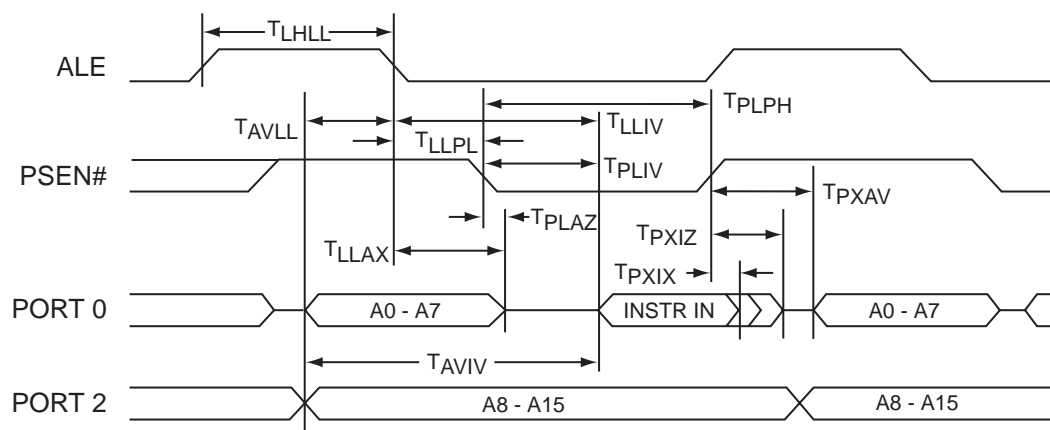 TLHLL
ALE
TPLPH
TAVLL
TLLIV
TLLPL
TPLIV
PSEN#
TPXAV
TPLAZ
TPXIZ
TLLAX
TPXIX
PORT 0
A0 - A7
INSTR IN
A0 - A7
TAVIV
PORT 2
A8 - A15
A8 - A15